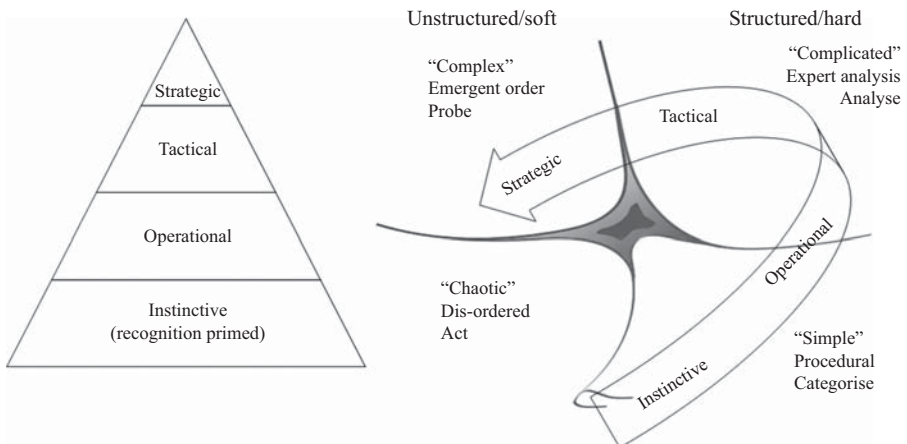 Strategic
Tactical
Operational
Instinctive
(recognition primed)
Unstructured/soft
Structured/hard
“Complex”
Emergent order
Probe
“Complicated”
Expert analysis
Analyse
Tactical
Strategic
Operational
Instinctive
“Chaotic”
Dis-ordered
Act
“Simple”
Procedural
Categorise